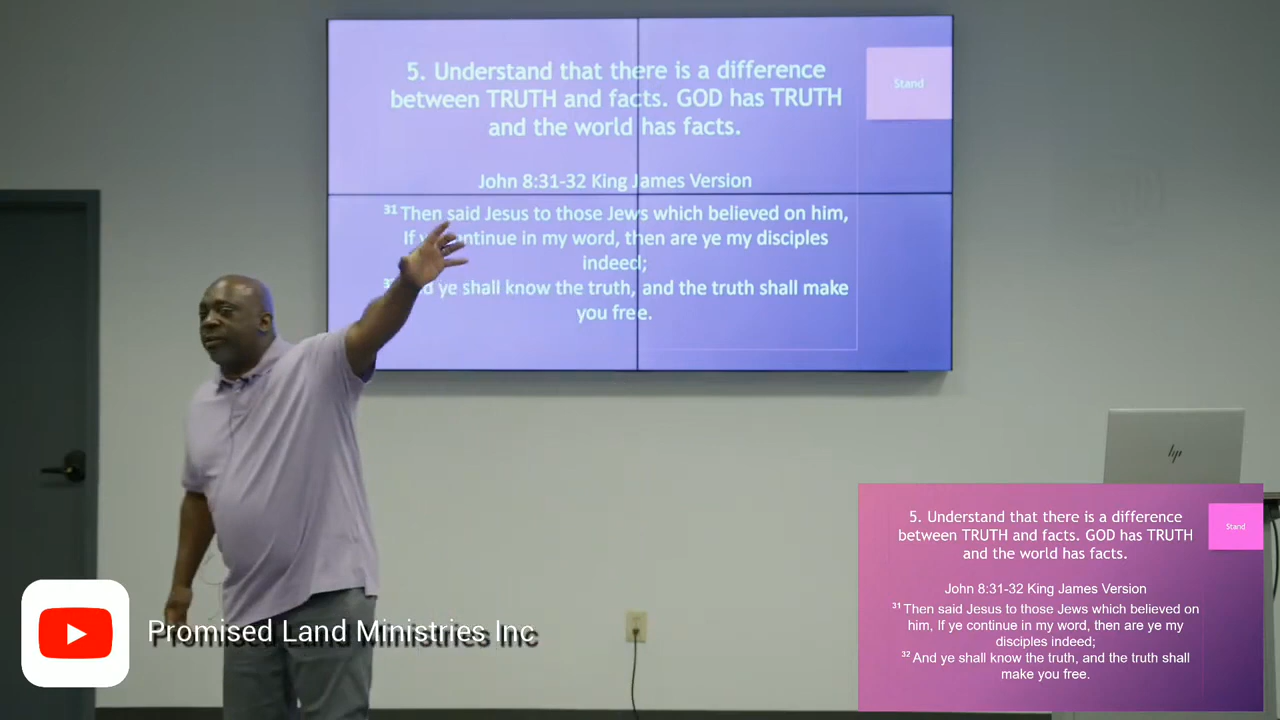 5. Understand that there is a difference
between TRUTH and facts. GOD has TRUTH
and the world has facts.
Stand
John 8:31-32 King James Version
31 Then said Jesus to those Jews which believed on him,
If continue in my word, then are ye my disciples
indeed;
ye shall know the truth, and the truth shall make
you free.
hp
5. Understand that there is a difference
between TRUTH and facts. GOD has TRUTH
and the world has facts.
Stand
John 8:31-32 King James Version
31 Then said Jesus to those Jews which believed on
him, If ye continue in my word, then are ye my
disciples indeed;
32 And ye shall know the truth, and the truth shall
make you free.
Promised Land Ministries Inc